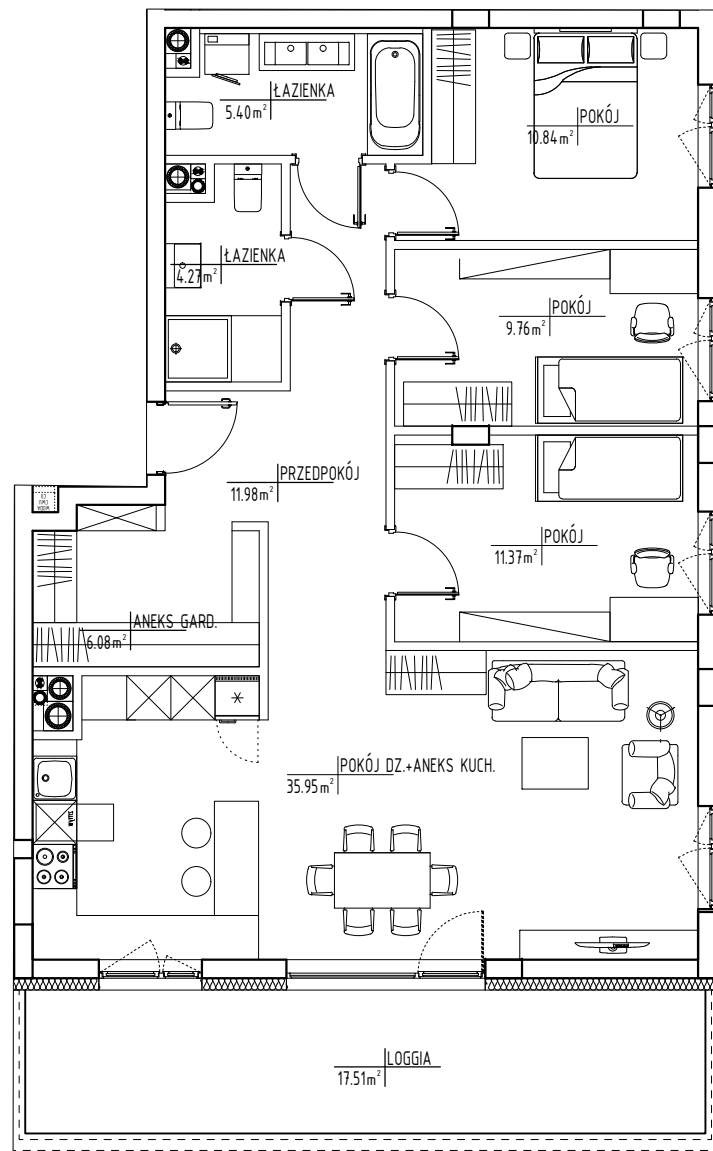 ŁAZIENKA
5.40m²
POKÓJ
10.84m²
ŁAZIENKA
4.27m²
POKÓJ
9.76m²
PRZEDPOKÓJ
11.98m²
POKÓJ
11.37m²
ANEKS GARD.
6.08m²
POKÓJ DZ.+ANEKS KUCH.
35.95m²
LOGGIA
17.51m²